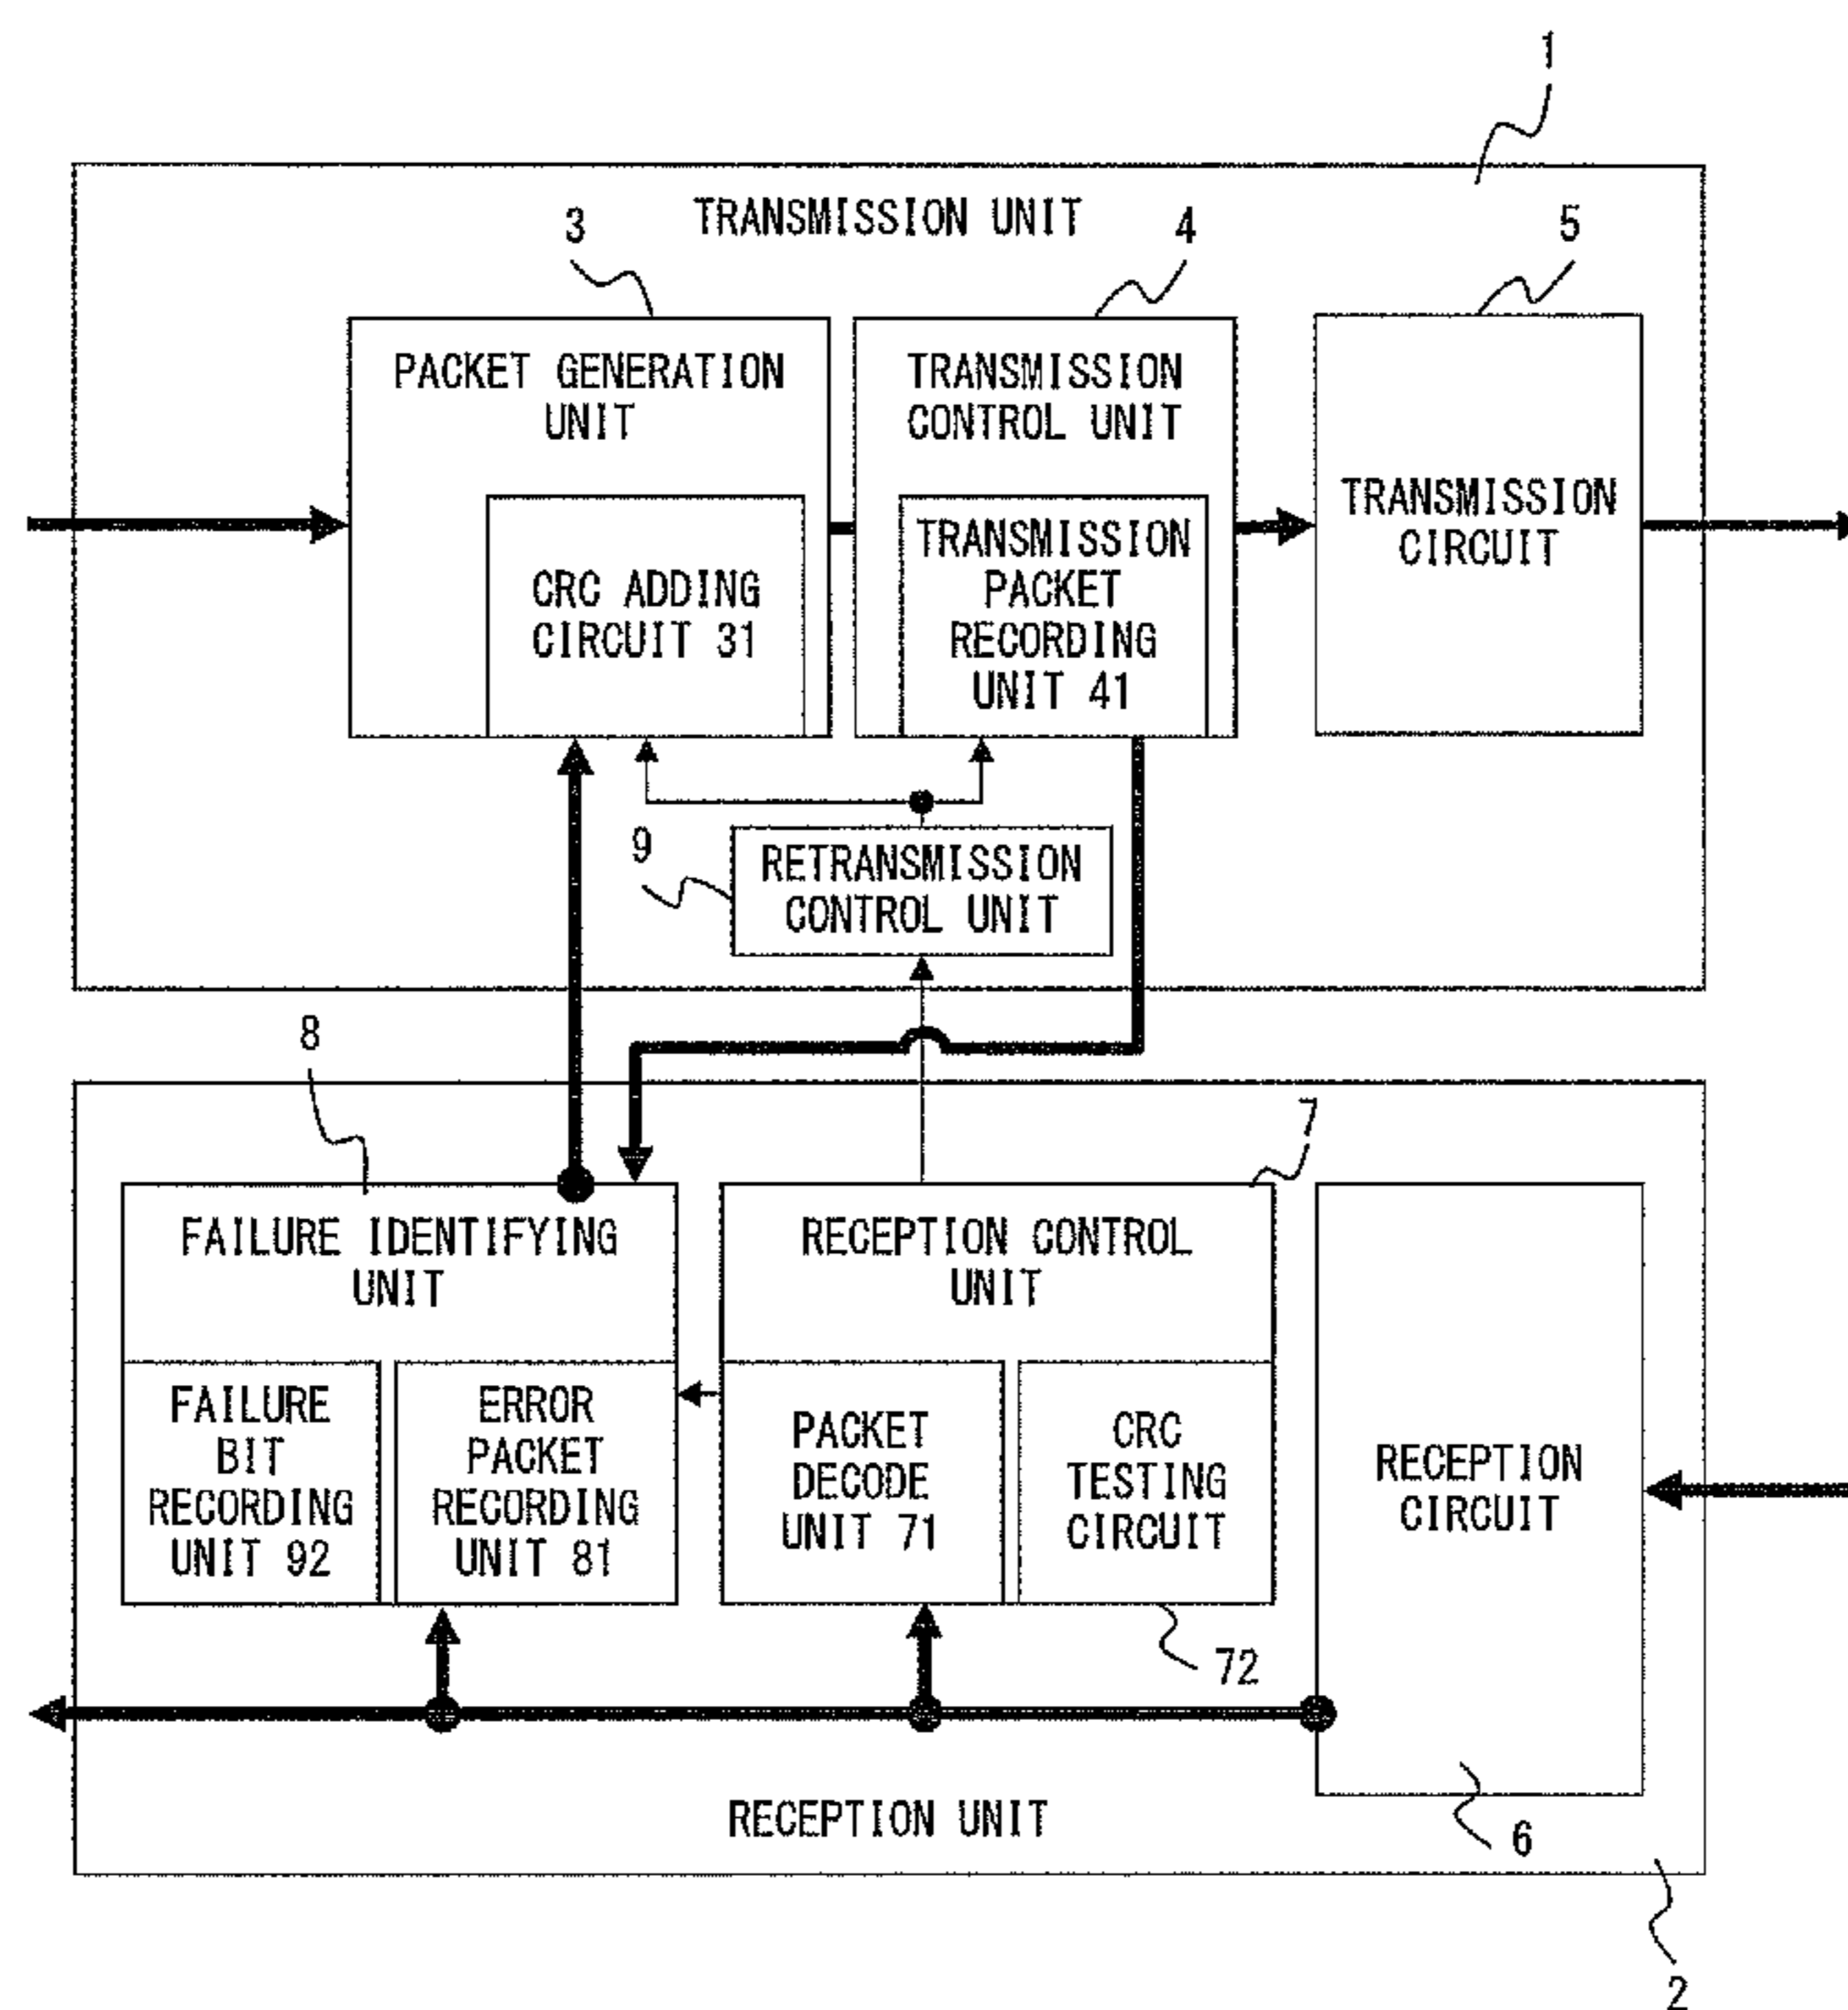 1
TRANSMISSION UNIT
3
4
5
PACKET GENERATION
UNIT
CRC ADDING
CIRCUIT 31
TRANSMISSION
CONTROL UNIT
TRANSMISSION
PACKET
RECORDING
UNIT 41
TRANSMISSION
CIRCUIT
9
RETRANSMISSION
CONTROL UNIT
8
7
FAILURE IDENTIFYING
UNIT
FAILURE
BIT
RECORDING
UNIT 92
ERROR
PACKET
RECORDING
UNIT 81
RECEPTION CONTROL
UNIT
PACKET
DECODE
UNIT 71
CRC
TESTING
CIRCUIT
72
RECEPTION
CIRCUIT
6
RECEPTION UNIT
2